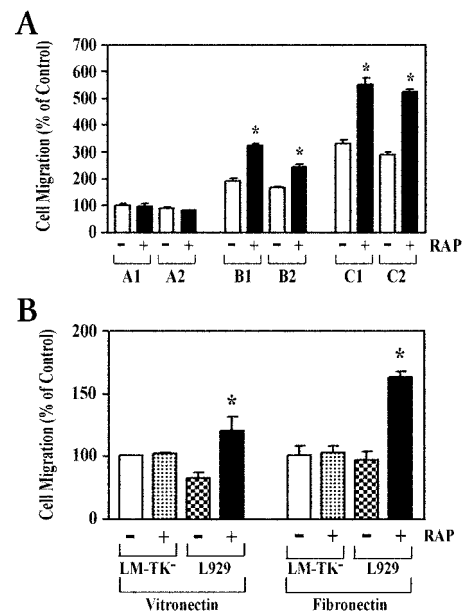 A
Cell Migration (% of Control)
700
600
500
400
300
200
100
0
* * * *
- + - + - + - + - + - + RAP
A1 A2 B1 B2 C1 C2
B
Cell Migration (% of Control)
200
150
100
0
* *
- + - + - + - + RAP
LM-TK⁻ L929 LM-TK⁻ L929
Vitronectin Fibronectin